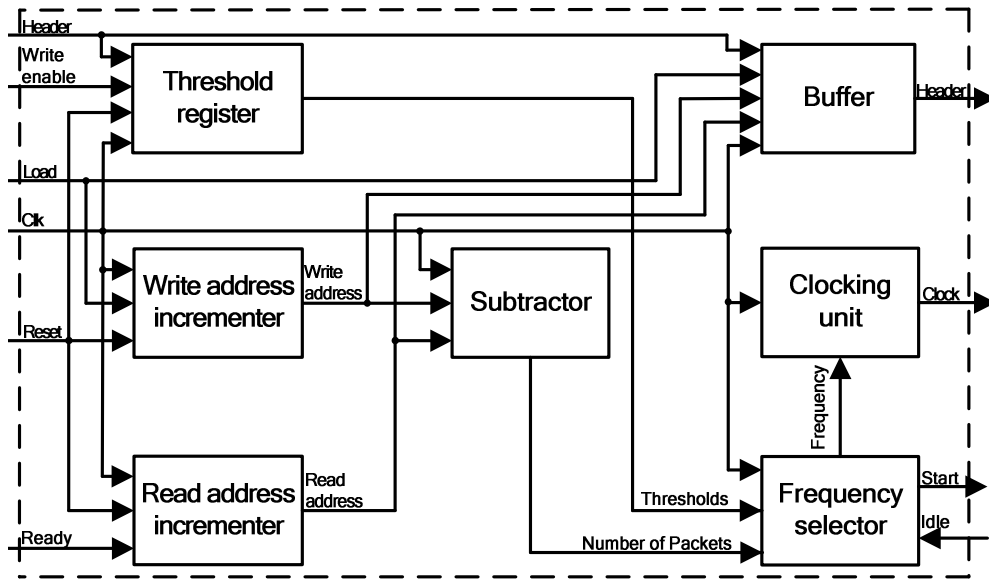 Header
Write
enable
Threshold
register
Buffer
Header
Load
Clk
Write address
incrementer
Write
address
Subtractor
Clocking
unit
Clock
Reset
Frequency
Read address
incrementer
Read
address
Thresholds
Frequency
selector
Start
Idle
Ready
Number of Packets